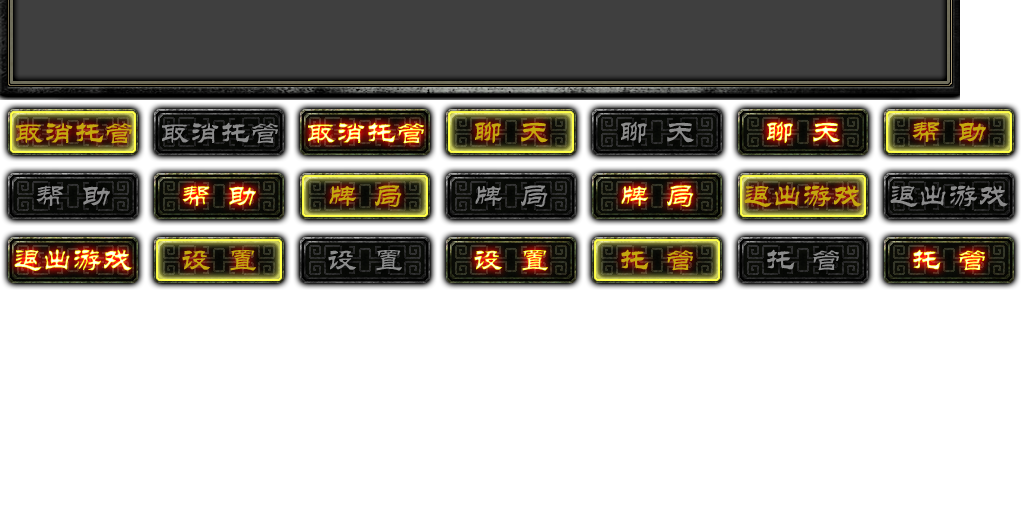 取消托管 取消托管 取消托管 聊天 聊天 聊天 帮助
帮助 帮助 牌局 牌局 牌局 退出游戏 退出游戏
退出游戏 设置 设置 设置 托管 托管 托管